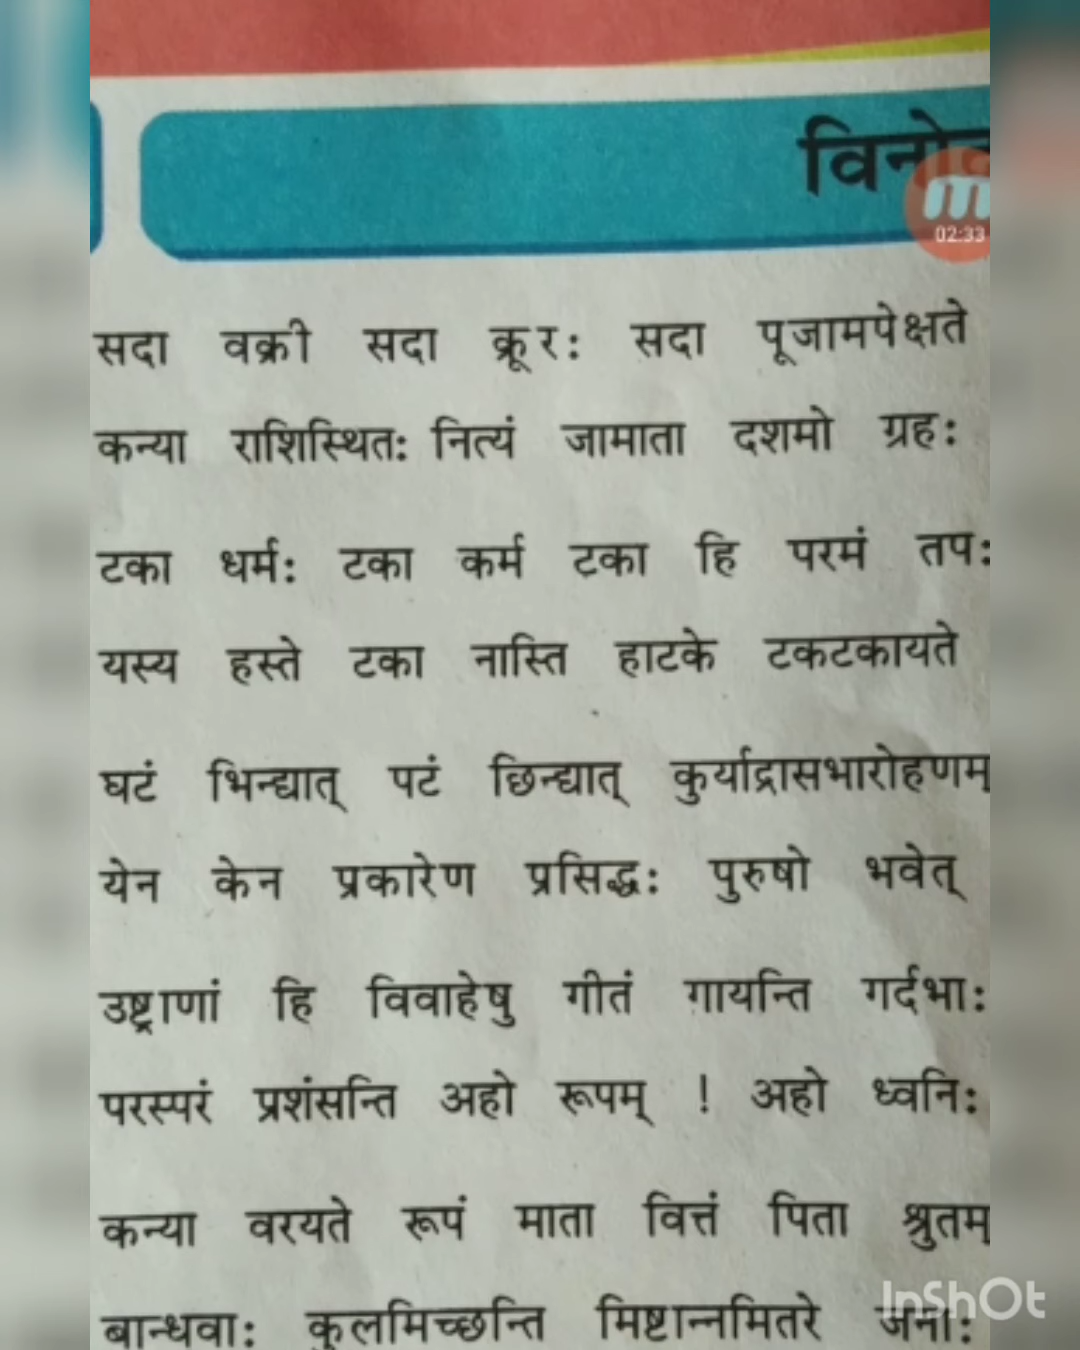 02:33
सदा वक्री सदा क्रूरः सदा पूजामपेक्षते
कन्या राशिस्थितः नित्यं जामाता दशमो ग्रहः
टका धर्मः टका कर्म टका हि परमं तपः
यस्य हस्ते टका नास्ति हाटके टकटकायते
घटं भिन्द्यात् पटं छिन्द्यात् कुर्याद्रासभारोहणम्
येन केन प्रकारेण प्रसिद्धः पुरुषो भवेत्
उष्ट्राणां हि विवाहेषु गीतं गायन्ति गर्दभाः
परस्परं प्रशंसन्ति अहो रूपम् ! अहो ध्वनिः
कन्या वरयते रूपं माता वित्तं पिता श्रुतम्
बान्धवाः कुलमिच्छन्ति मिष्टान्नमितरे जनाः
InShOt